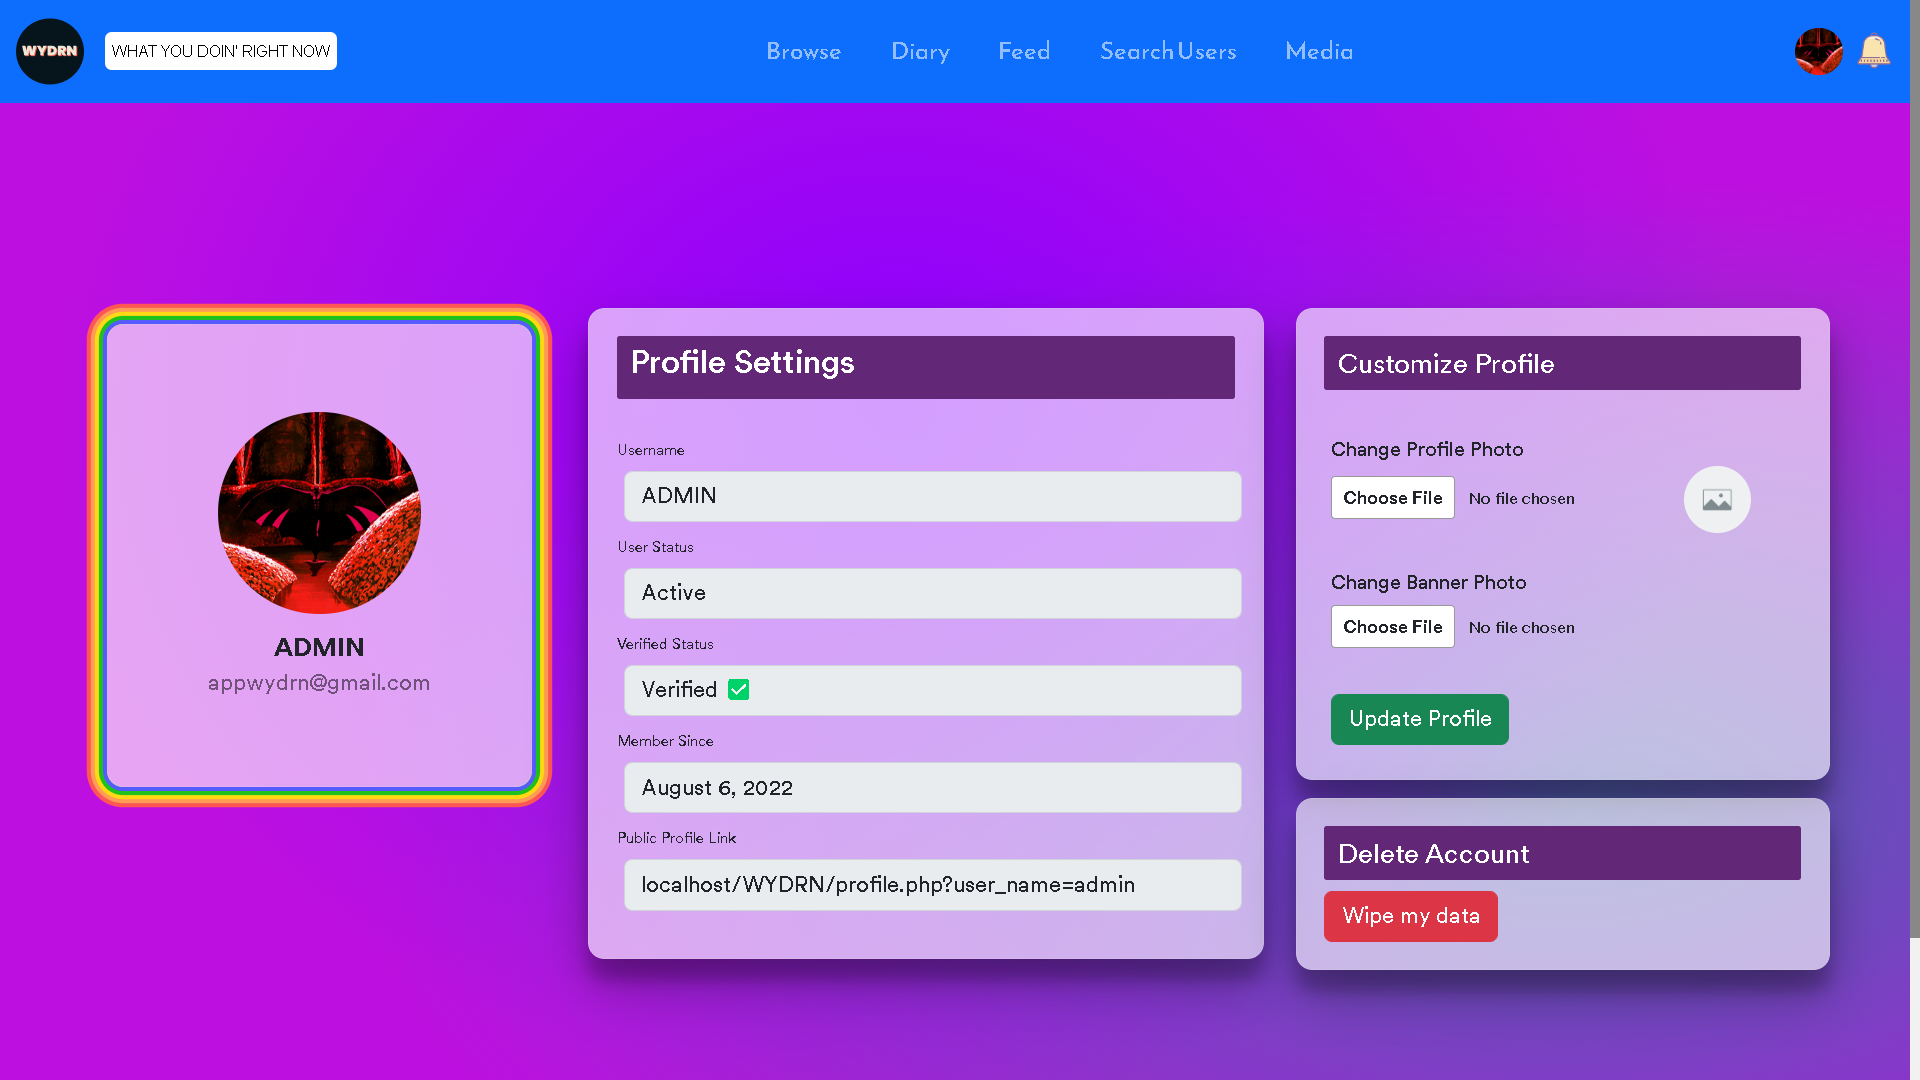 WYDRN
WHAT YOU DOIN' RIGHT NOW
Browse
Diary
Feed
Search Users
Media
ADMIN
appwydrn@gmail.com
Profile Settings
Username
ADMIN
User Status
Active
Verified Status
Verified ✅
Member Since
August 6, 2022
Public Profile Link
localhost/WYDRN/profile.php?user_name=admin
Customize Profile
Change Profile Photo
Choose File No file chosen
Change Banner Photo
Choose File No file chosen
Update Profile
Delete Account
Wipe my data